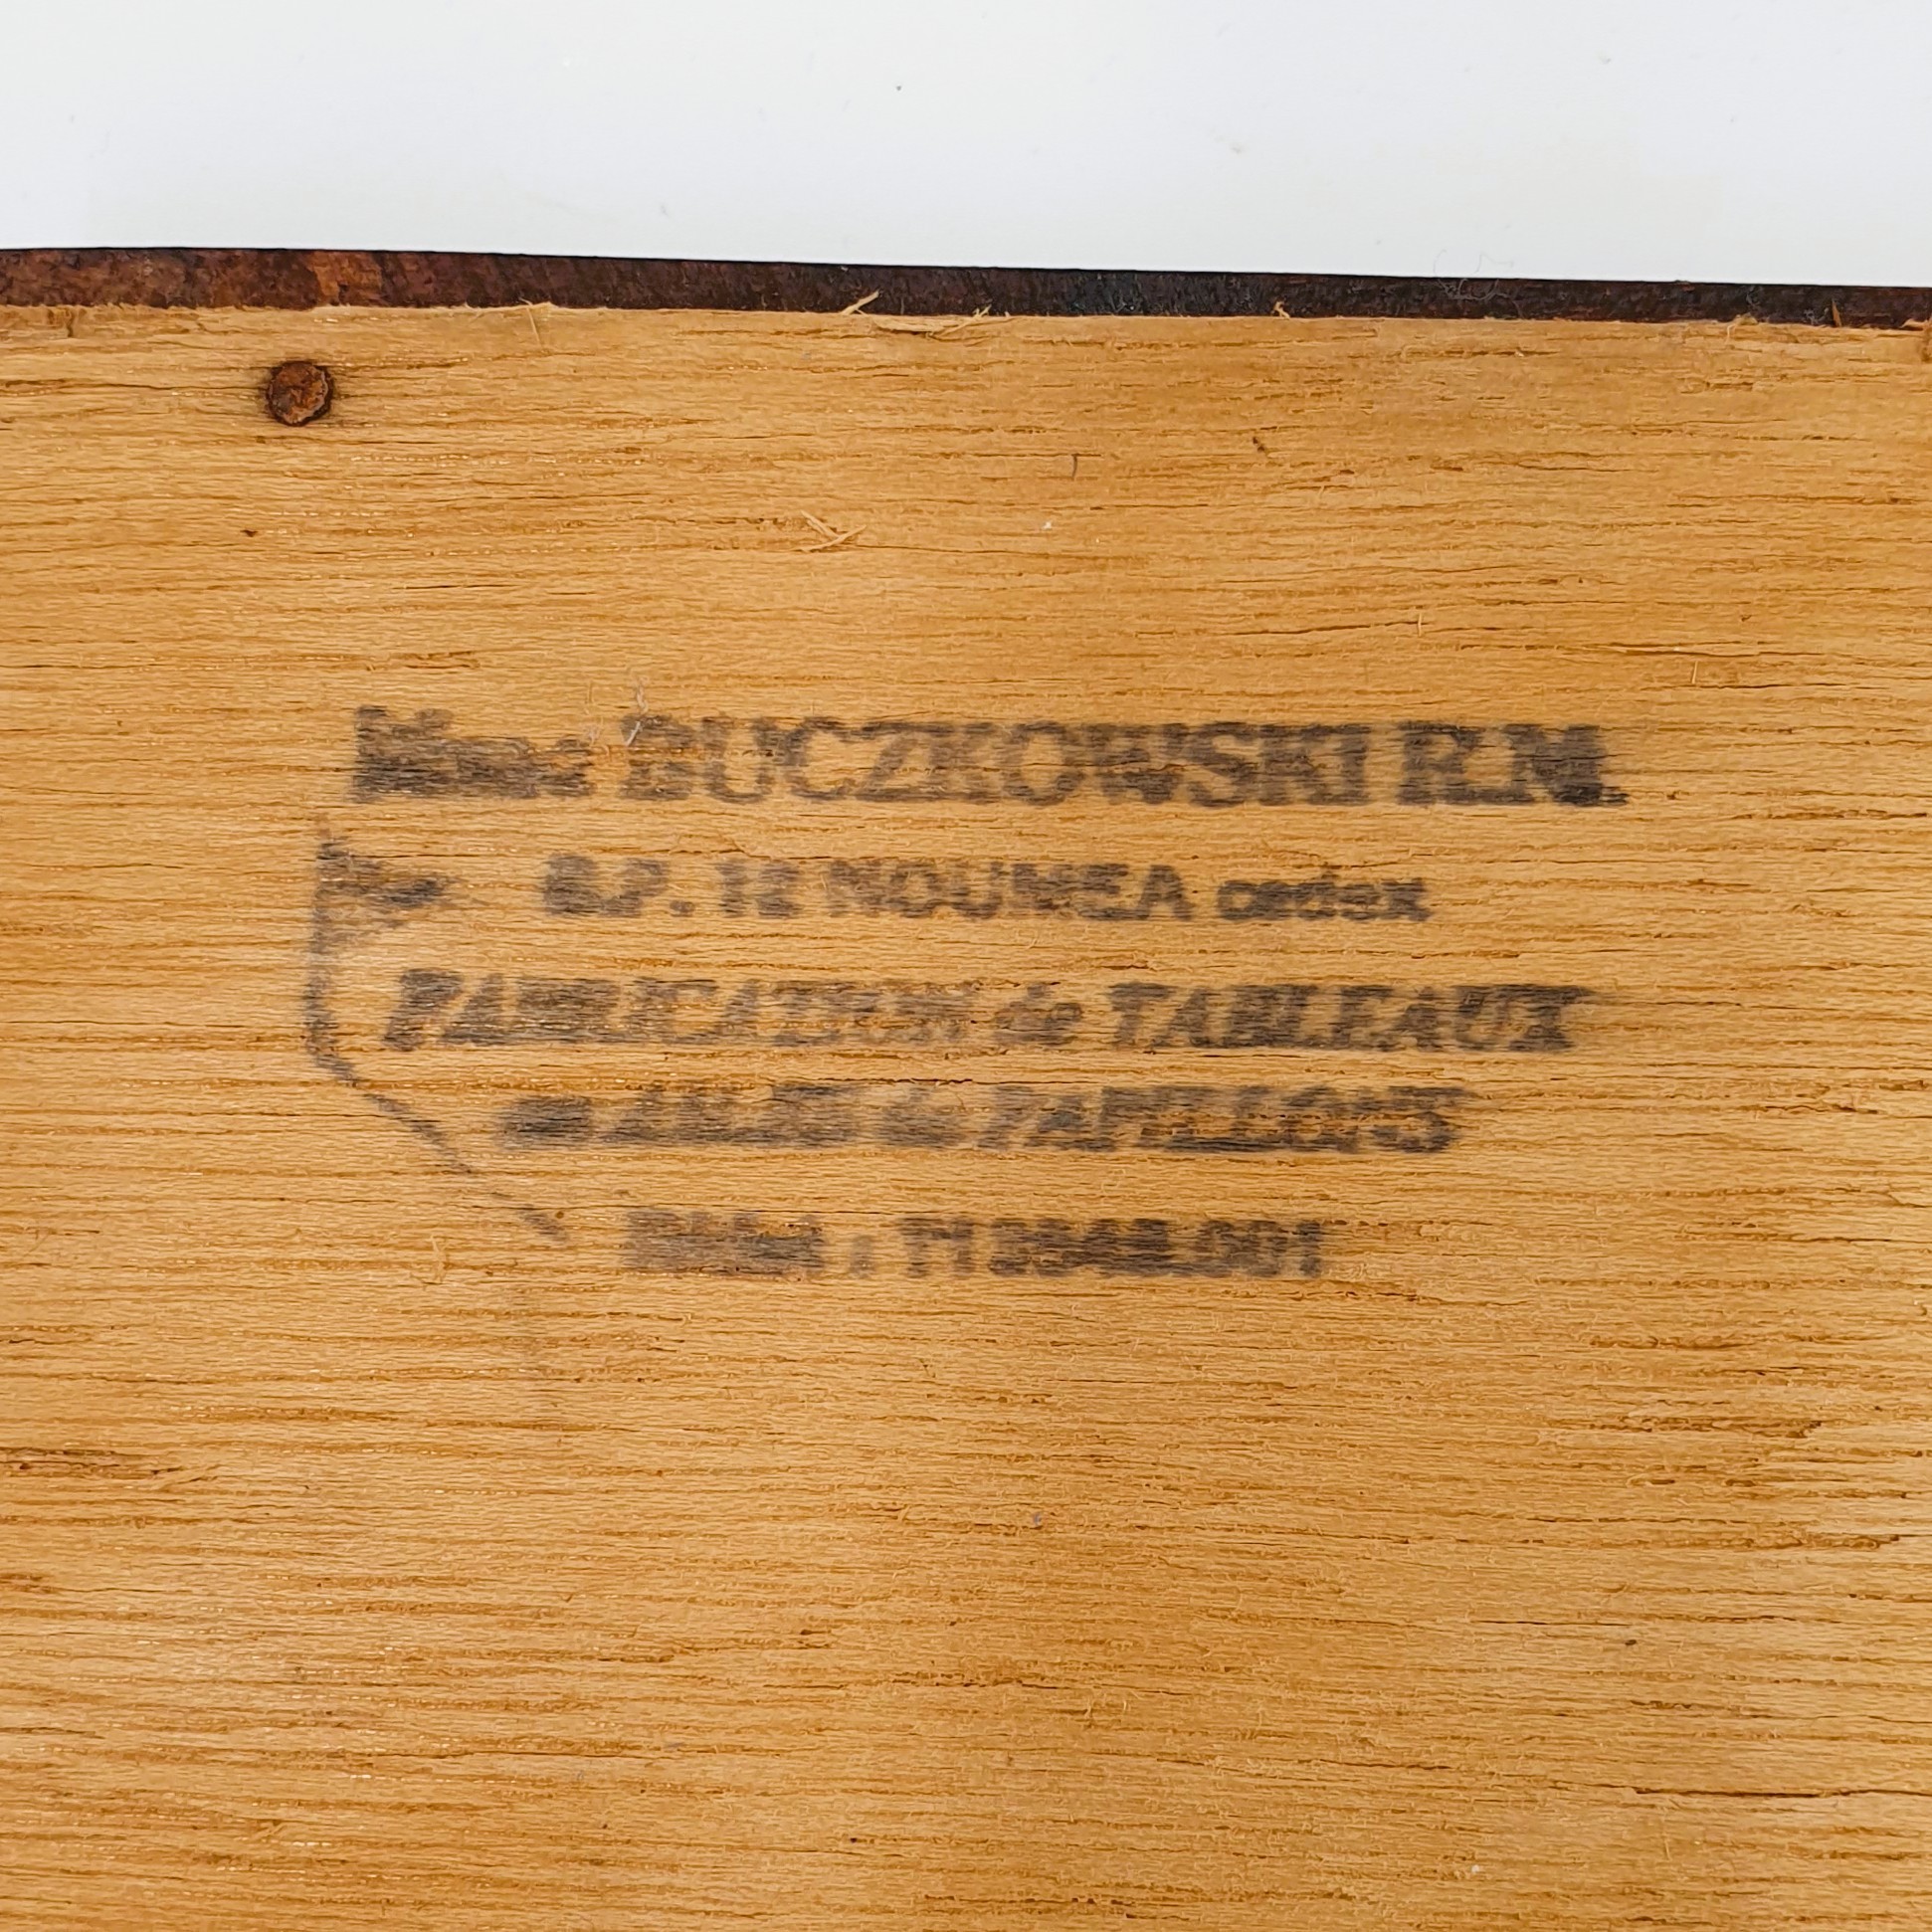 Mme BUCZKOWSKI R.M.
B.P. 12 NOUMEA cedex
FABRICATION de TABLEAUX
en AILES de PAPILLONS